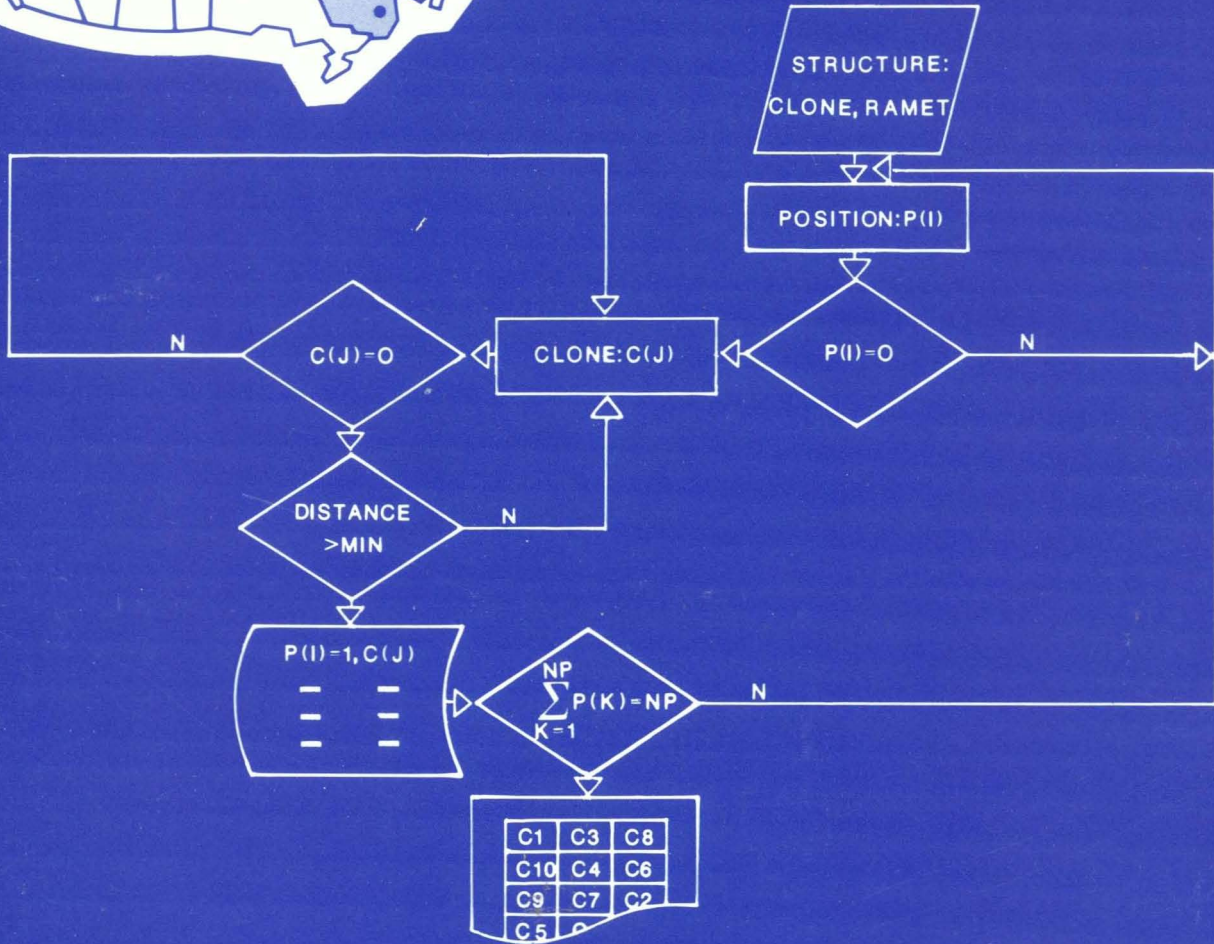 STRUCTURE:
CLONE, RAMET
POSITION:P(I)
P(I)=O
N
CLONE:C(J)
C(J)=O
N
DISTANCE
>MIN
N
P(I)=1,C(J)
NP
∑P(K)=NP
K=1
N
C1 C3 C8
C10 C4 C6
C9 C7 C2
C5